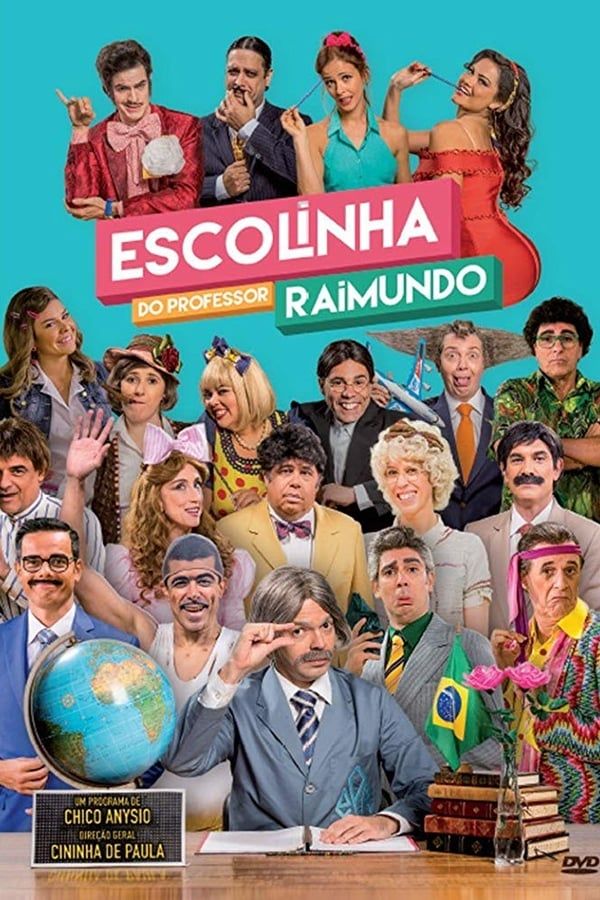 ESCOLINHA
DO PROFESSOR
RAIMUNDO
UM PROGRAMA DE
CHICO ANYSIO
DIREÇÃO GERAL
CININHA DE PAULA
DVD